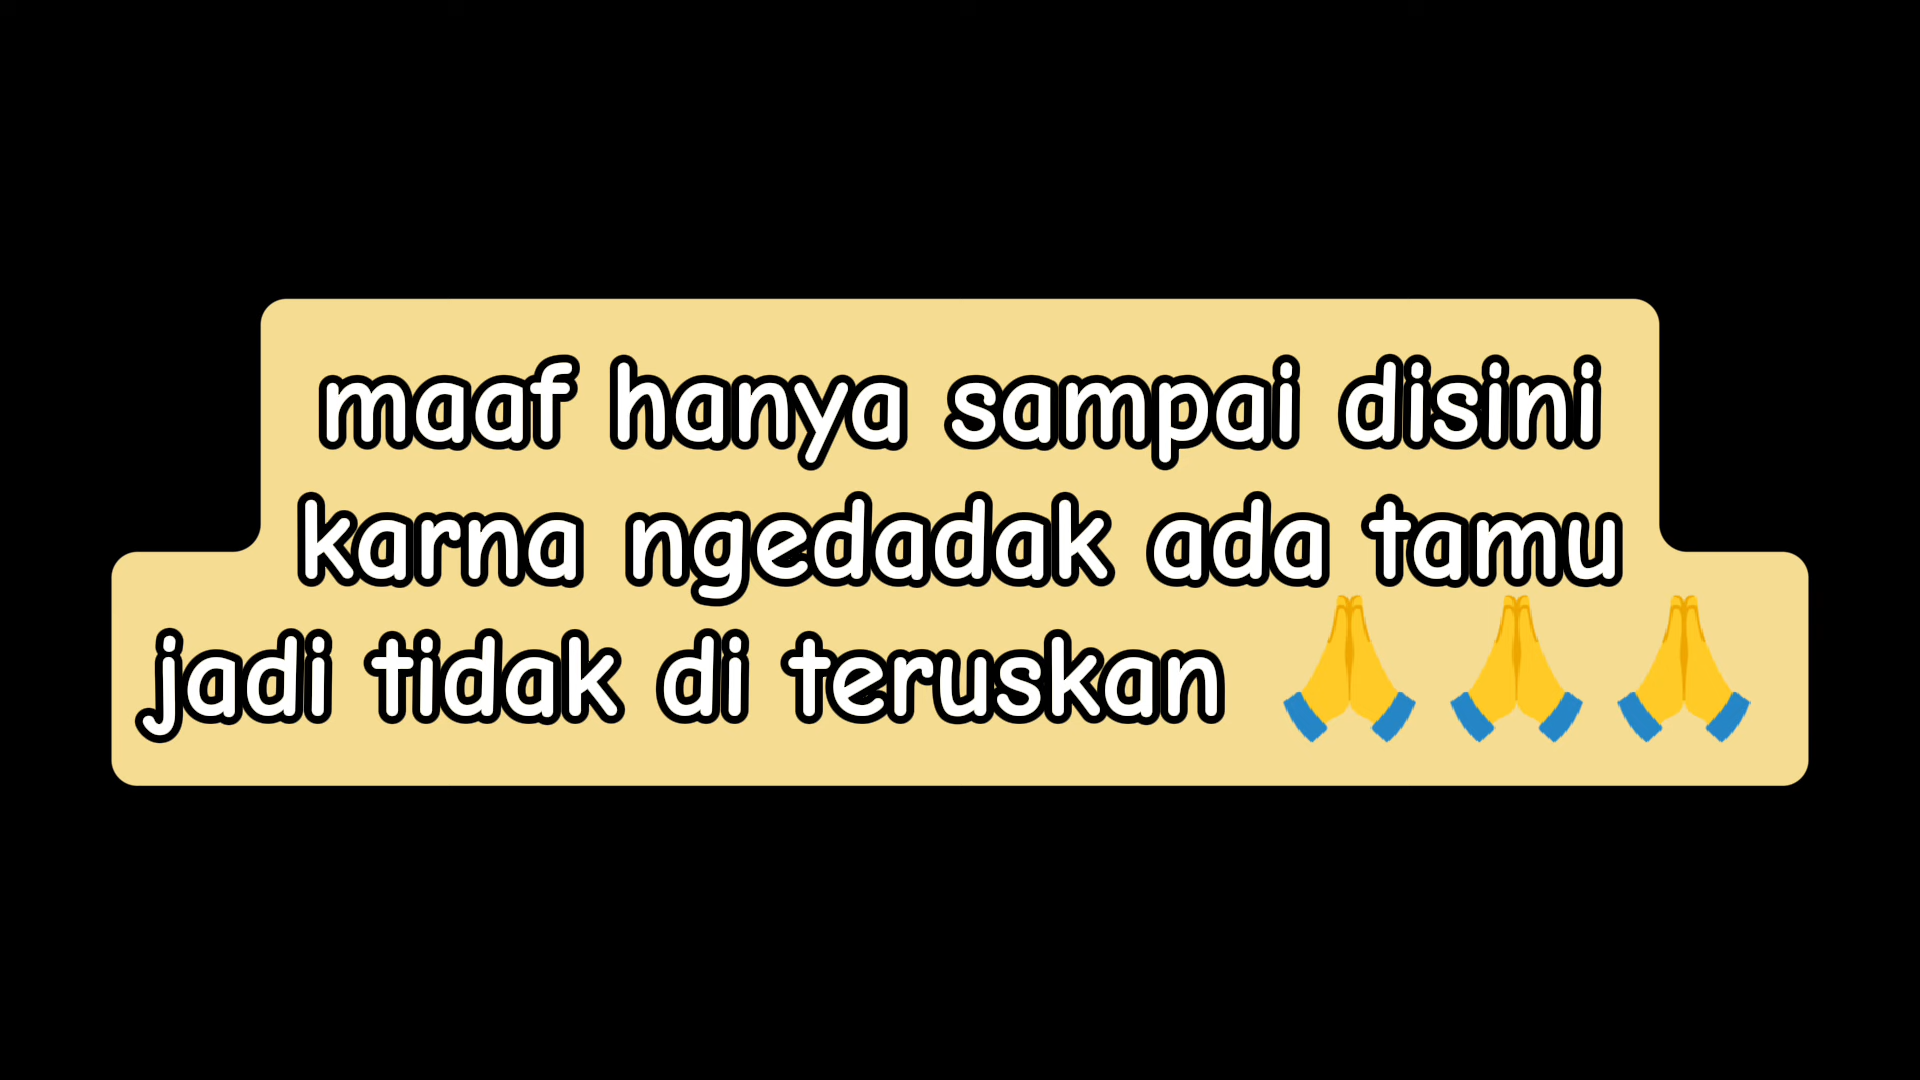 maaf hanya sampai disini
karna ngedadak ada tamu
jadi tidak di teruskan 🙏🙏🙏